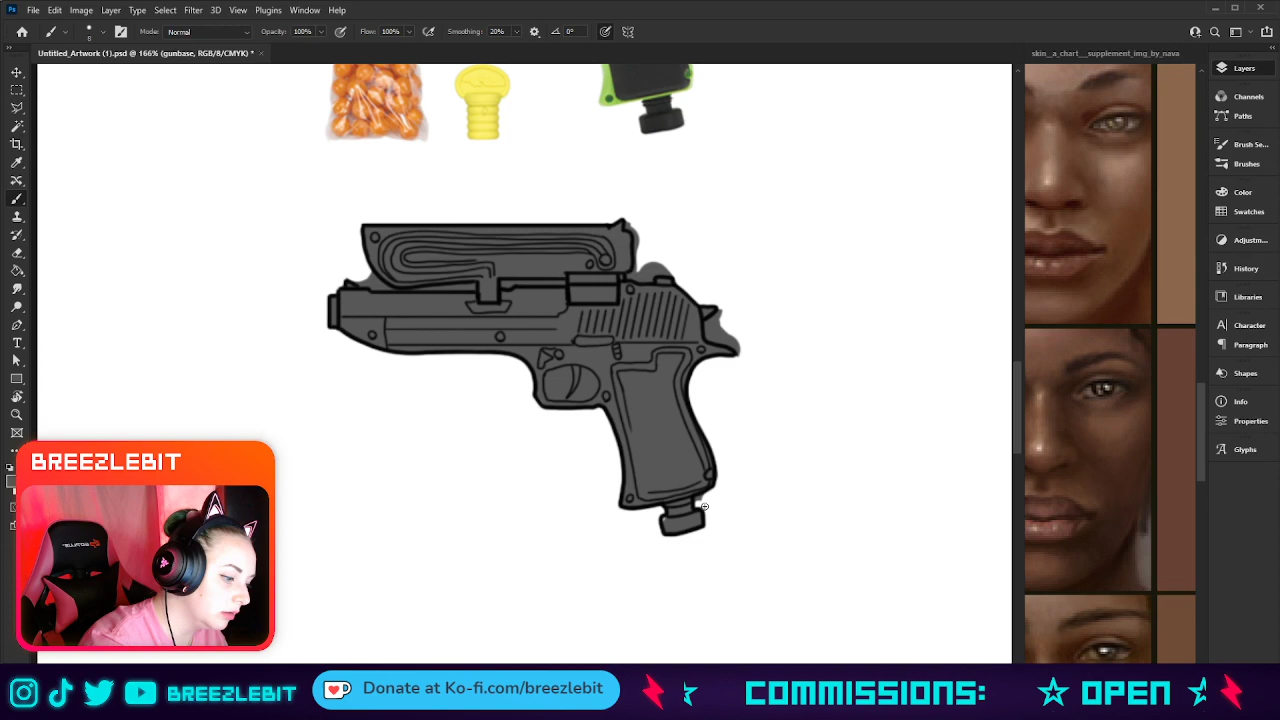 File Edit Image Layer Type Select Filter 3D View Plugins Window Help
Mode: Normal Opacity: 100% Flow: 100% Smoothing: 20% 0°
Untitled_Artwork (1).psd @ 166% (gunbase, RGB/8/CMYK) *
skin__a_chart__supplement_img_by_nava
Layers
Channels
Paths
Brush Se...
Brushes
Color
Swatches
Adjustm...
History
Libraries
Character
Paragraph
Shapes
Info
Properties
Glyphs
BREEZLEBIT
BREEZLEBIT
Donate at Ko-fi.com/breezlebit
COMMISSIONS:
OPEN